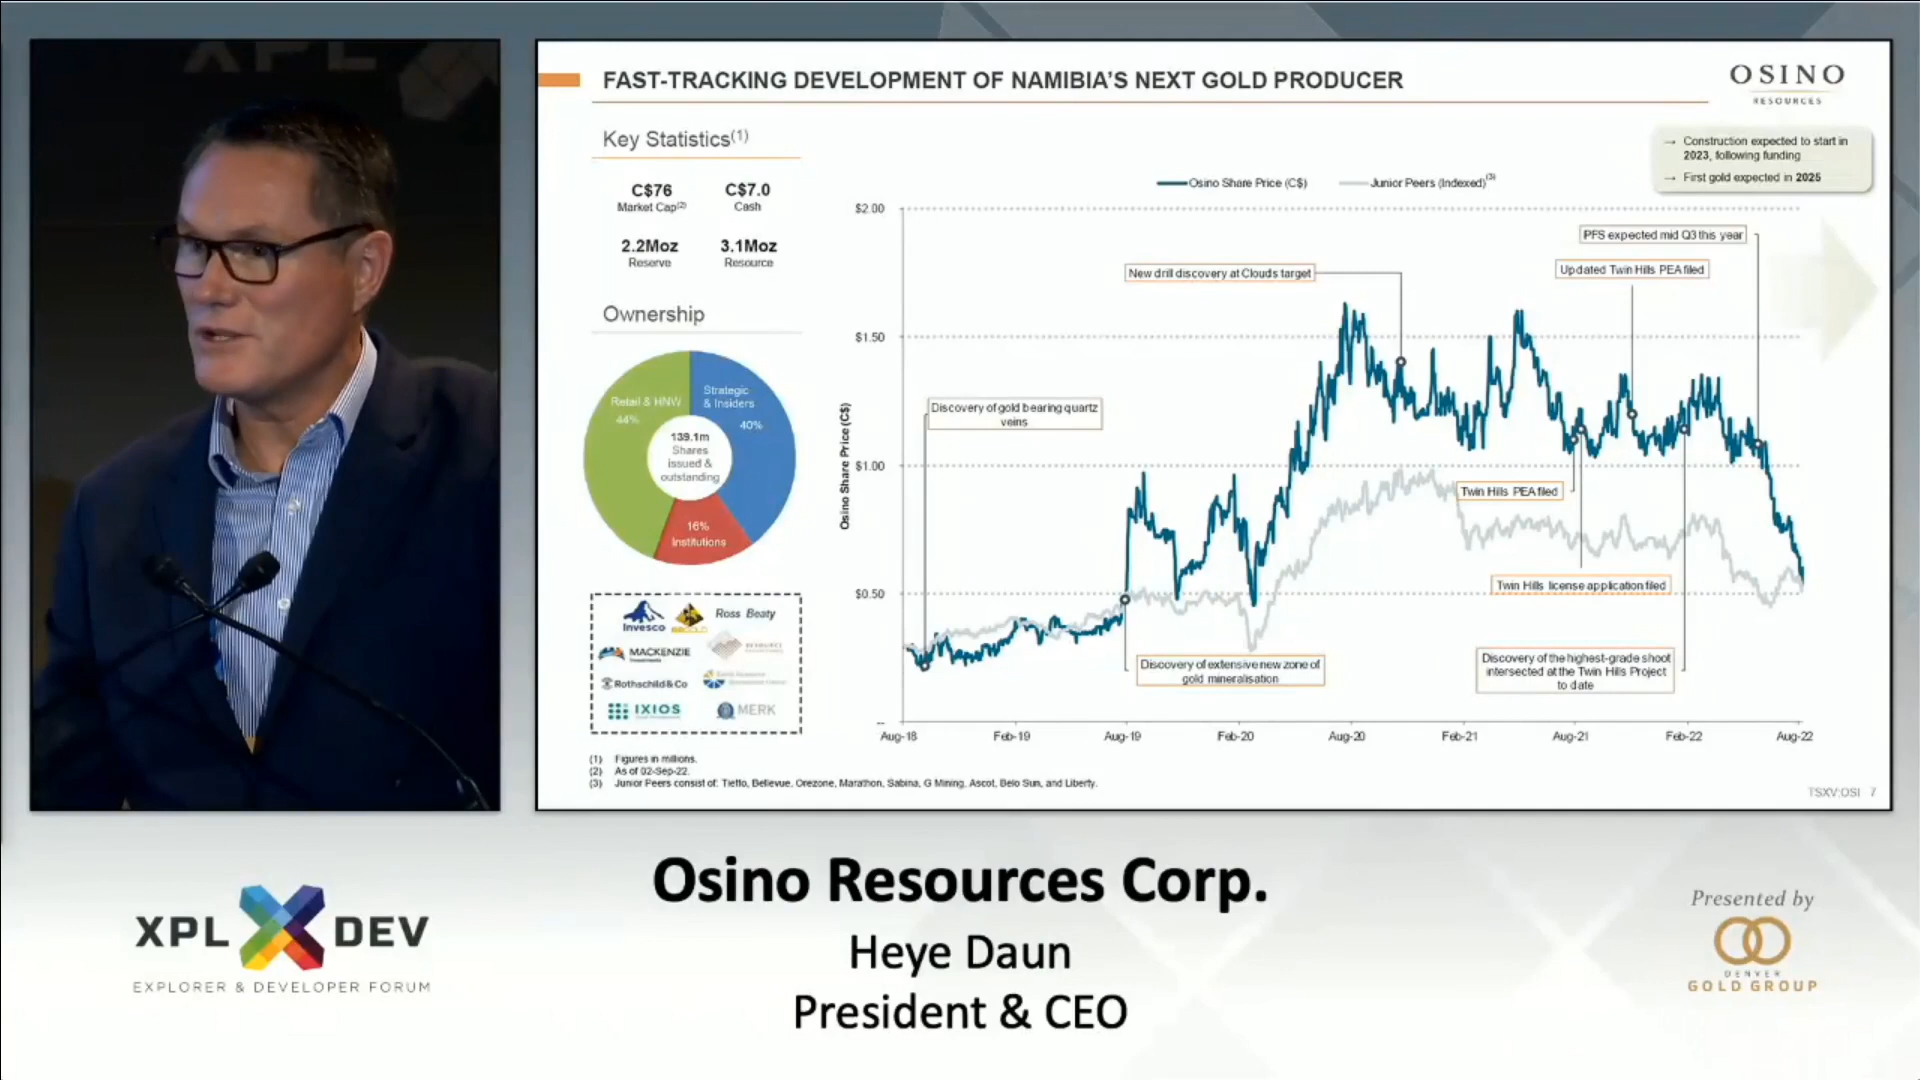 XPL
FAST-TRACKING DEVELOPMENT OF NAMIBIA'S NEXT GOLD PRODUCER
OSINO
RESOURCES
Key Statistics(1)
C$76
Market Cap(2)
C$7.0
Cash
2.2Moz
Reserve
3.1Moz
Resource
Ownership
Retail & HNW
44%
Strategic
& Insiders
40%
139.1m
Shares
issued &
outstanding
16%
Institutions
Invesco
Ross Beaty
MACKENZIE
Investments
Rothschild & Co
IXIOS
MERK
(1) Figures in millions.
(2) As of 02-Sep-22.
(3) Junior Peers consist of: Tietto, Bellevue, Orezone, Marathon, Sabina, G Mining, Ascot, Belo Sun, and Liberty.
→ Construction expected to start in
2023, following funding
→ First gold expected in 2025
Osino Share Price (C$)
Junior Peers (Indexed)(3)
Osino Share Price (C$)
$2.00
$1.50
$1.00
$0.50
--
Aug-18
Feb-19
Aug-19
Feb-20
Aug-20
Feb-21
Aug-21
Feb-22
Aug-22
PFS expected mid Q3 this year
Updated Twin Hills PEA filed
New drill discovery at Clouds target
Discovery of gold bearing quartz
veins
Twin Hills PEA filed
Twin Hills license application filed
Discovery of extensive new zone of
gold mineralisation
Discovery of the highest-grade shoot
intersected at the Twin Hills Project
to date
TSXV:OSI 7
Osino Resources Corp.
Heye Daun
President & CEO
XPL DEV
EXPLORER & DEVELOPER FORUM
Presented by
DENVER
GOLD GROUP